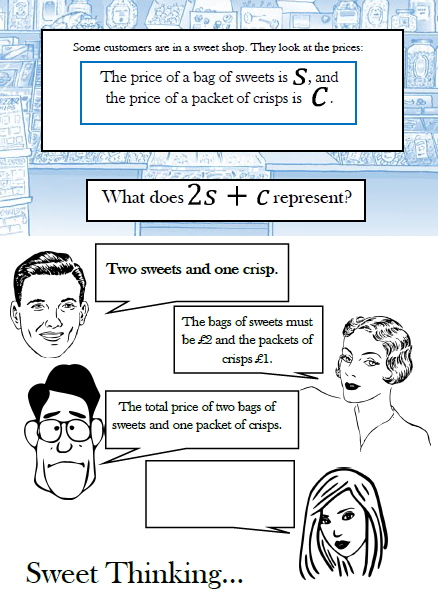 Some customers are in a sweet shop. They look at the prices:
The price of a bag of sweets is S, and
the price of a packet of crisps is C.
What does 2s + c represent?
Two sweets and one crisp.
The bags of sweets must
be £2 and the packets of
crisps £1.
The total price of two bags of
sweets and one packet of crisps.
Sweet Thinking...